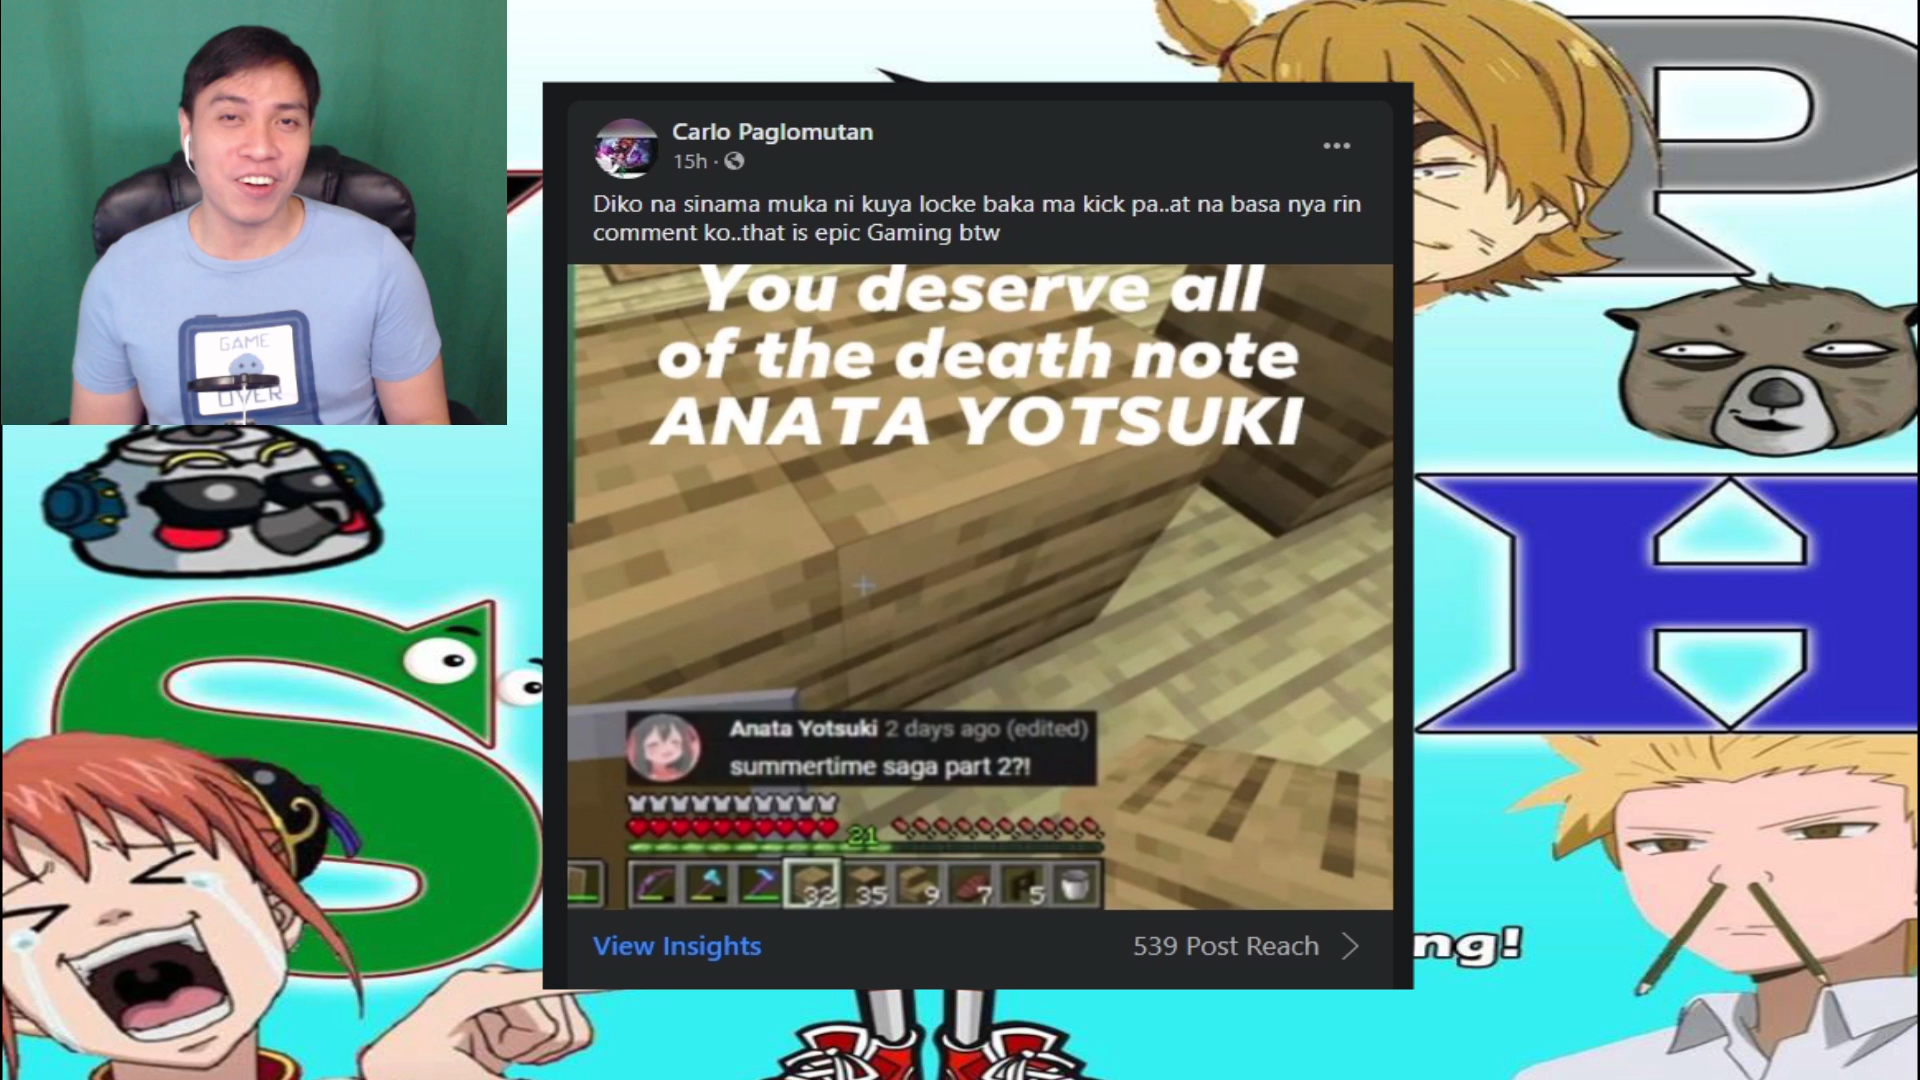 GAME
OVER
P
Carlo Paglomutan
15h ·
Diko na sinama muka ni kuya locke baka ma kick pa..at na basa nya rin
comment ko..that is epic Gaming btw
You deserve all
of the death note
ANATA YOTSUKI
Anata Yotsuki 2 days ago (edited)
summertime saga part 2?!
21
32 35 9 7 5
View Insights
539 Post Reach
S
H
ng!